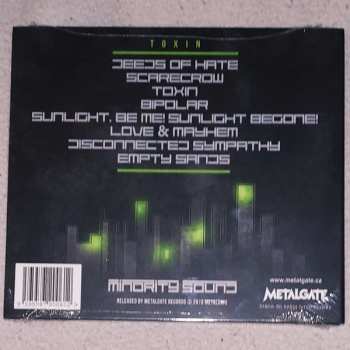 TOXIN
DEEDS OF HATE
SCARECROW
TOXIN
BIPOLAR
SUNLIGHT, BE ME! SUNLIGHT BEGONE!
LOVE & MAYHEM
DISCONNECTED SYMPATHY
EMPTY SANDS
MINORITY SOUND
RELEASED BY METALGATE RECORDS
www.metalgate.cz
METALGATE